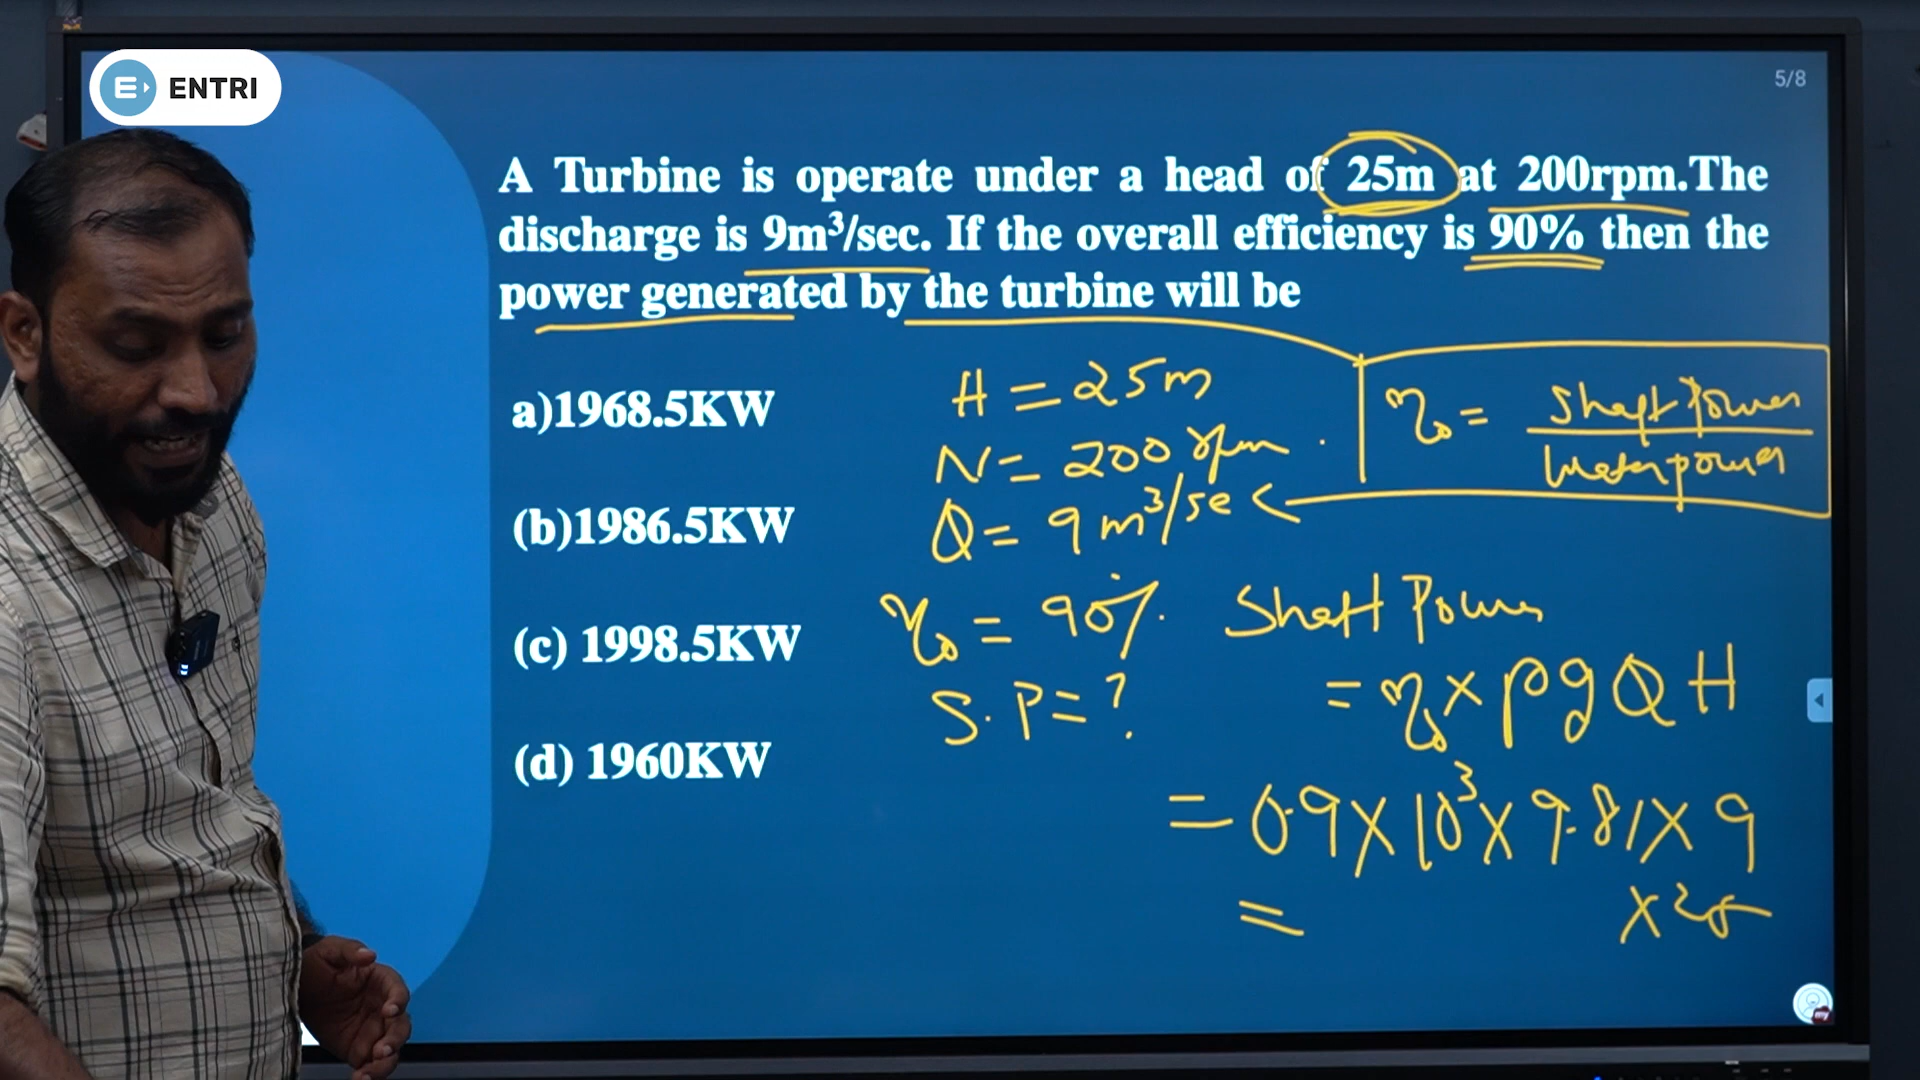 ENTRI
5/8
A Turbine is operate under a head of 25m at 200rpm.The
discharge is 9m³/sec. If the overall efficiency is 90% then the
power generated by the turbine will be
a)1968.5KW
(b)1986.5KW
(c) 1998.5KW
(d) 1960KW
H = 25m
N = 200 rpm.
Q = 9 m³/sec
η₀ = 90%.
S.P = ?
η₀ = Shaft Power
Water power
Shaft Power
= η₀ × ρ g Q H
= 0.9 × 10³ × 9.81 × 9
× 25
=